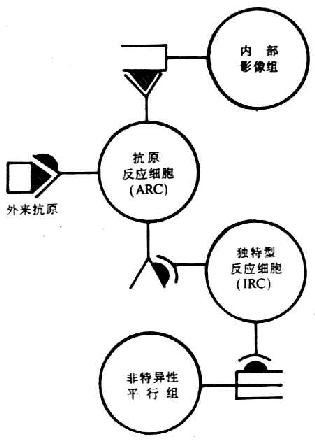 内部
影像组
抗原
反应细胞
(ARC)
外来抗原
独特型
反应细胞
(IRC)
非特异性
平行组